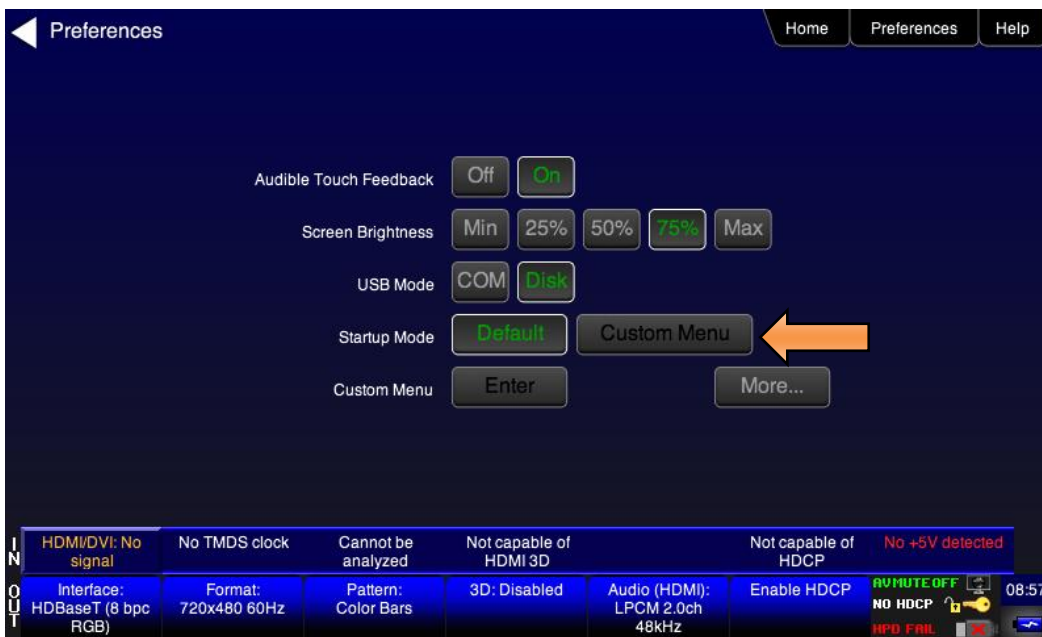 Preferences
Home
Preferences
Help
Audible Touch Feedback
Off
On
Screen Brightness
Min
25%
50%
75%
Max
USB Mode
COM
Disk
Startup Mode
Default
Custom Menu
Custom Menu
Enter
More...
IN
HDMI/DVI: No
signal
No TMDS clock
Cannot be
analyzed
Not capable of
HDMI 3D
Not capable of
HDCP
No +5V detected
OUT
Interface:
HDBaseT (8 bpc
RGB)
Format:
720x480 60Hz
Pattern:
Color Bars
3D: Disabled
Audio (HDMI):
LPCM 2.0ch
48kHz
Enable HDCP
AVMUTE OFF
NO HDCP
HPD FAIL
08:57